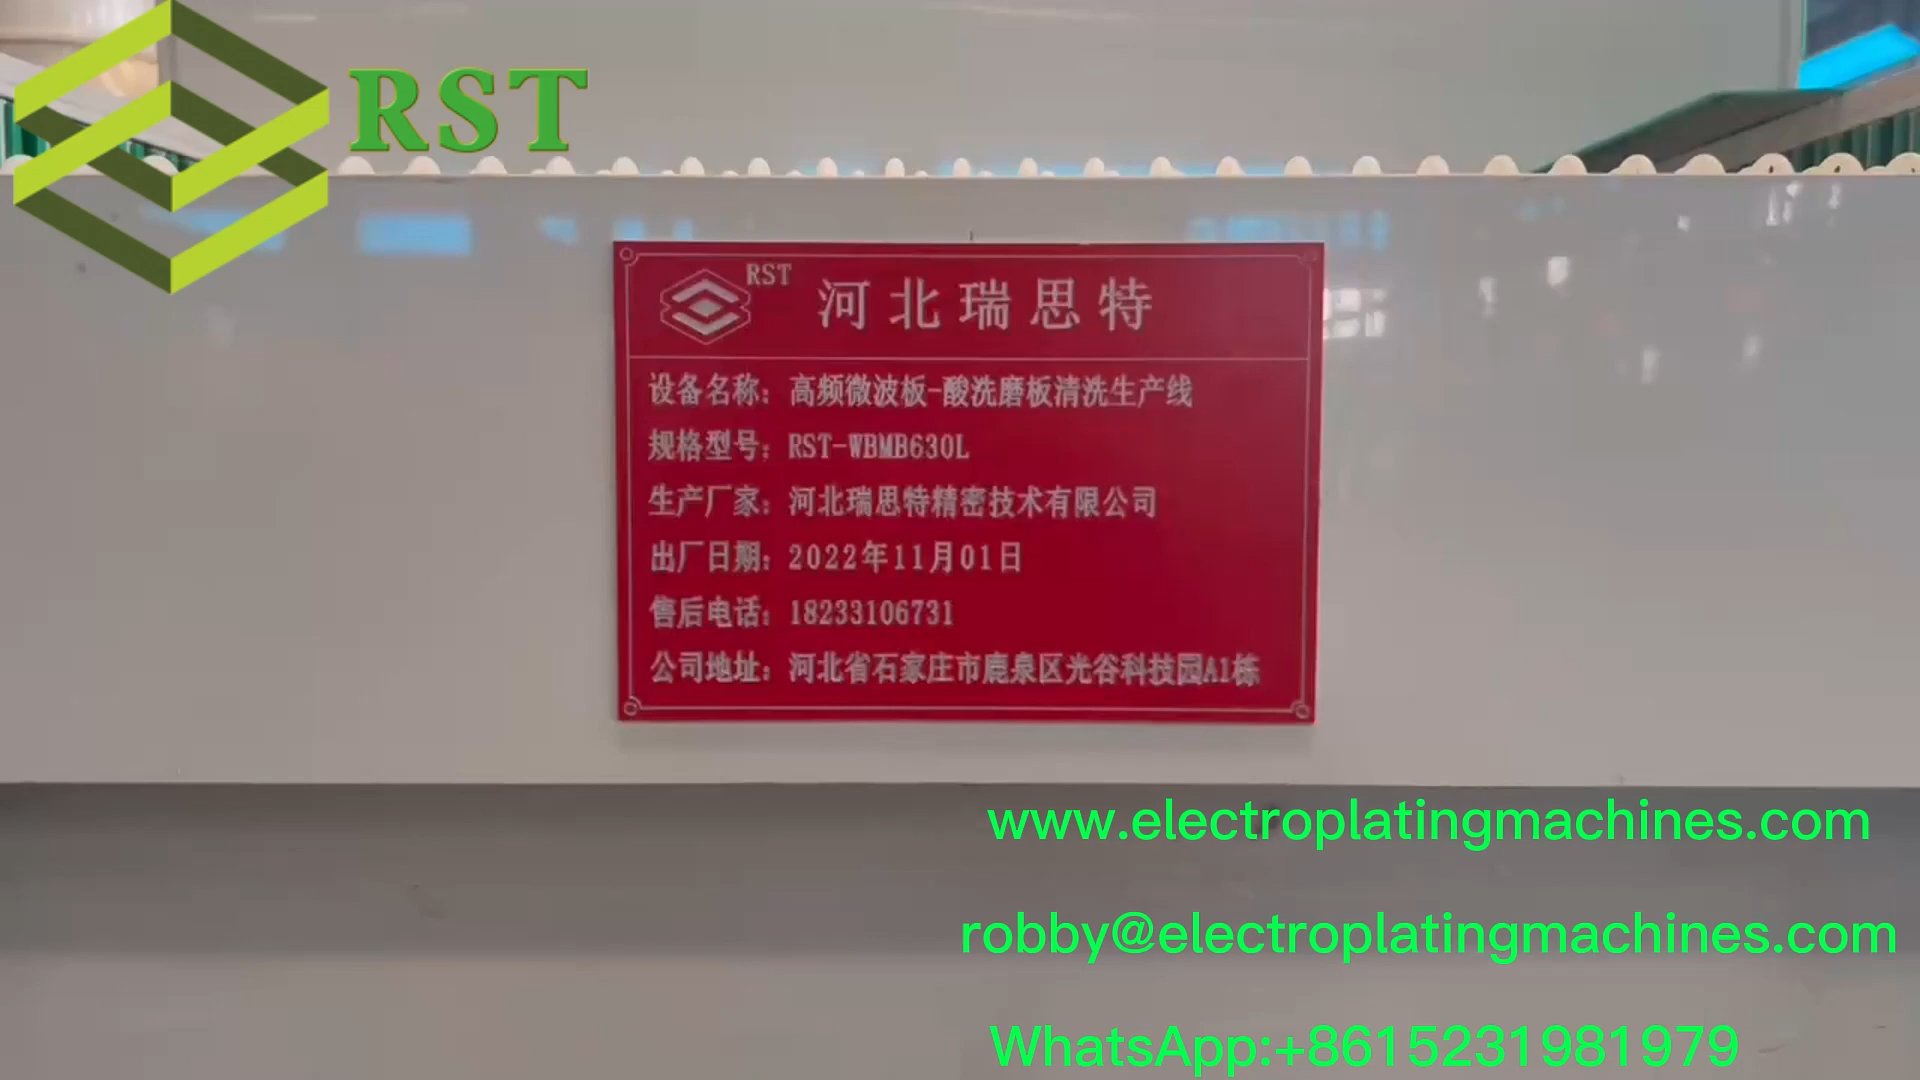 RST
RST
河北瑞思特
设备名称：高频微波板-酸洗磨板清洗生产线
规格型号：RST-WBMB630L
生产厂家：河北瑞思特精密技术有限公司
出厂日期：2022年11月01日
售后电话：18233106731
公司地址：河北省石家庄市鹿泉区光谷科技园A1栋
www.electroplatingmachines.com
robby@electroplatingmachines.com
WhatsApp:+8615231981979